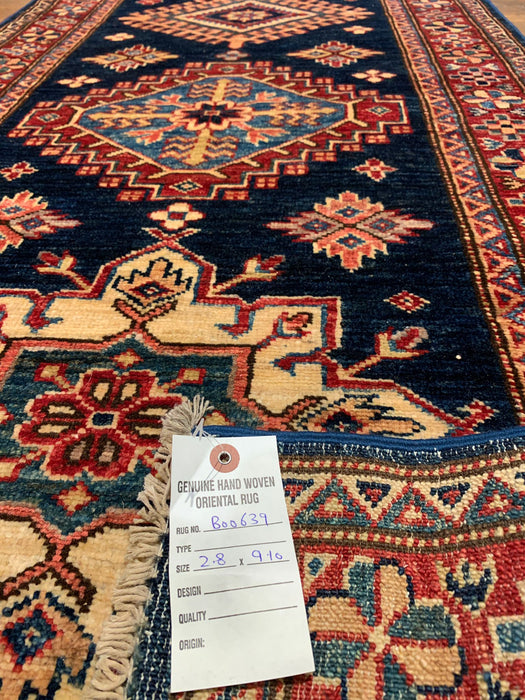 GENUINE HAND WOVEN
ORIENTAL RUG
RUG NO. B00639
TYPE
SIZE 2.8 x 9.10
DESIGN
QUALITY
ORIGIN: